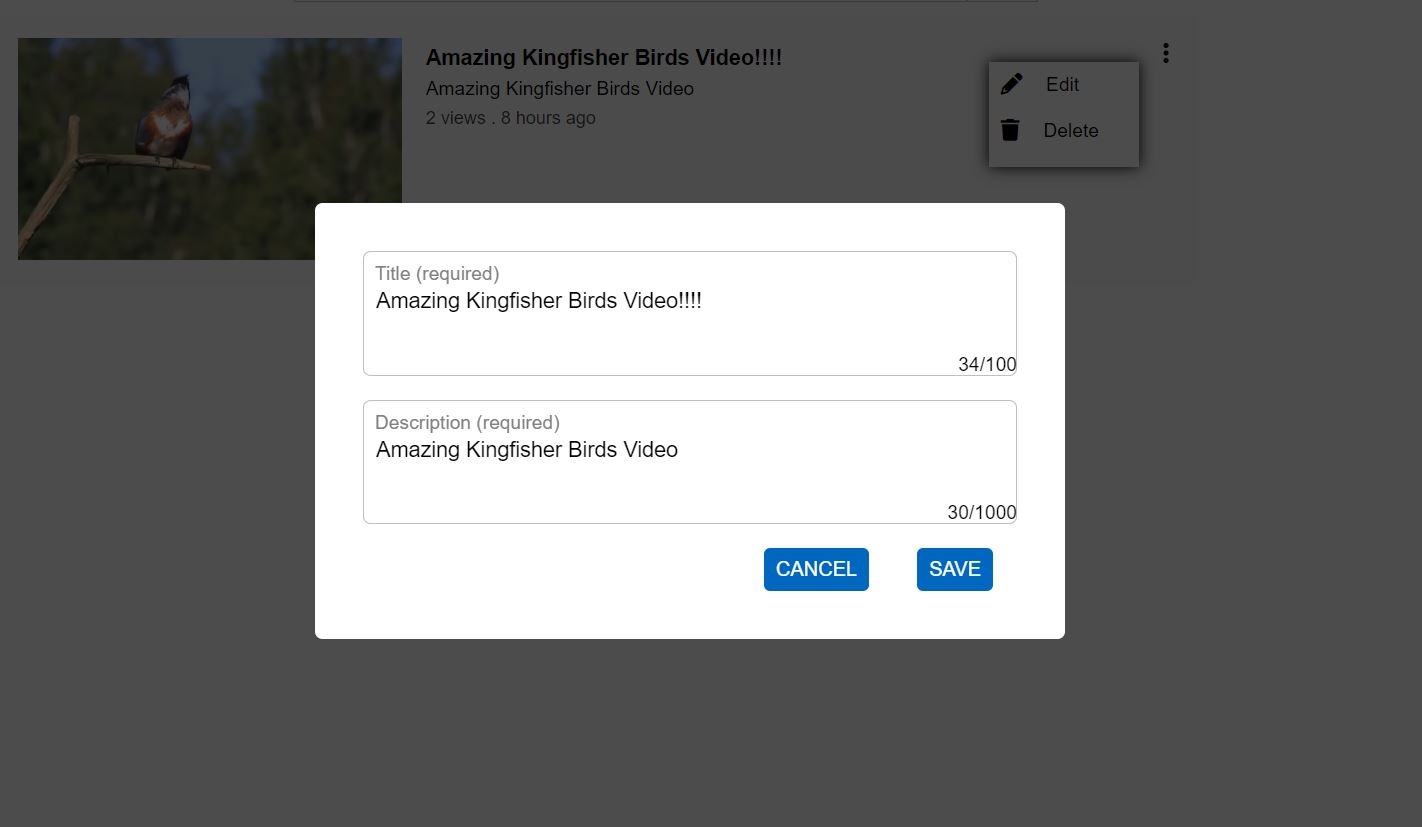 Amazing Kingfisher Birds Video!!!!
Amazing Kingfisher Birds Video
2 views . 8 hours ago
Edit
Delete
Title (required)
Amazing Kingfisher Birds Video!!!!
34/100
Description (required)
Amazing Kingfisher Birds Video
30/1000
CANCEL
SAVE